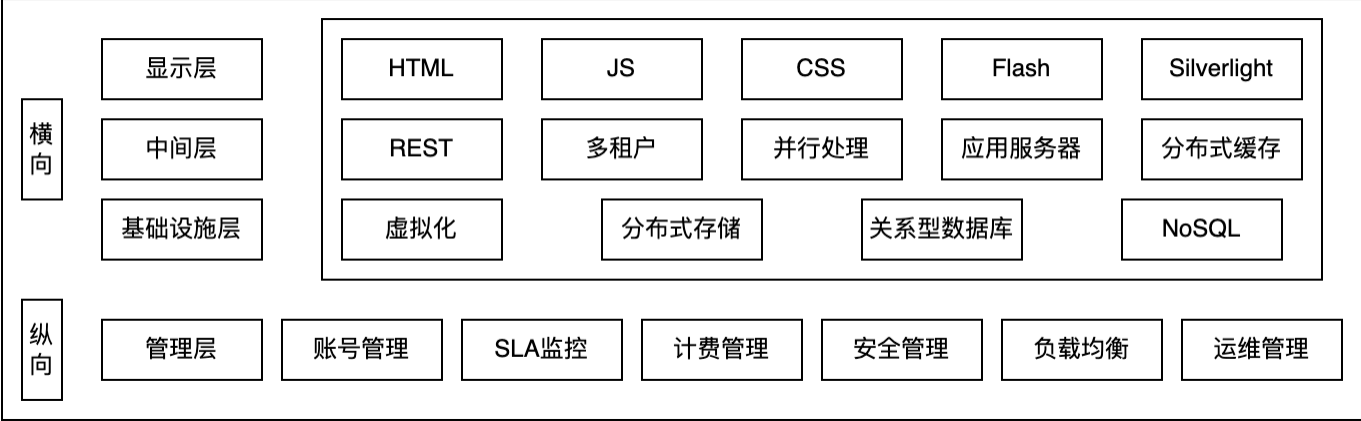 横向
显示层 HTML JS CSS Flash Silverlight
中间层 REST 多租户 并行处理 应用服务器 分布式缓存
基础设施层 虚拟化 分布式存储 关系型数据库 NoSQL
纵向
管理层 账号管理 SLA监控 计费管理 安全管理 负载均衡 运维管理